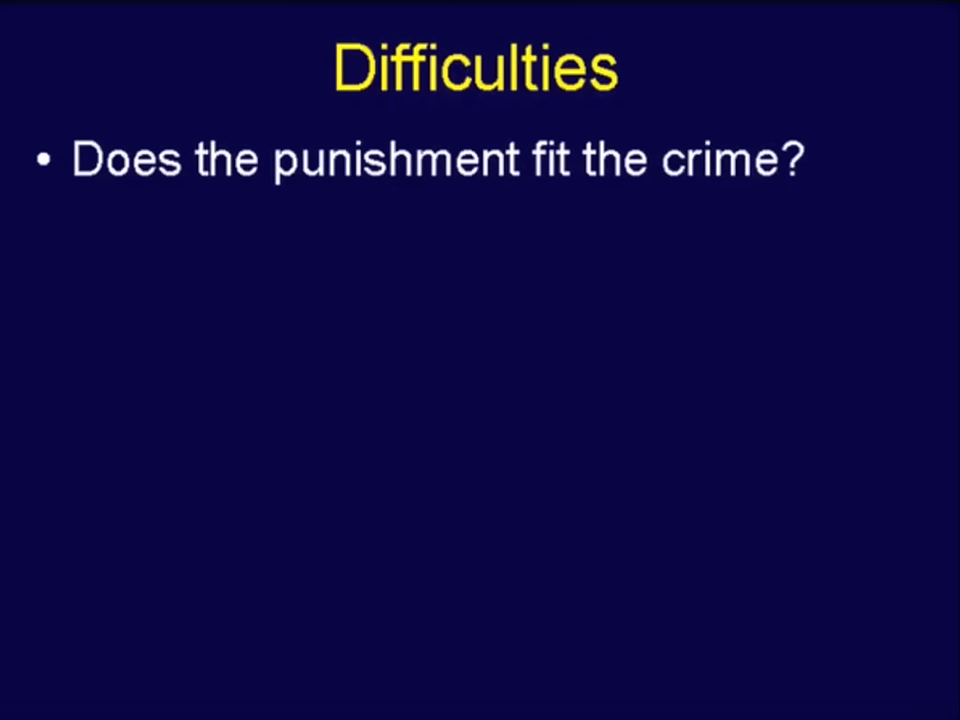 Difficulties
• Does the punishment fit the crime?